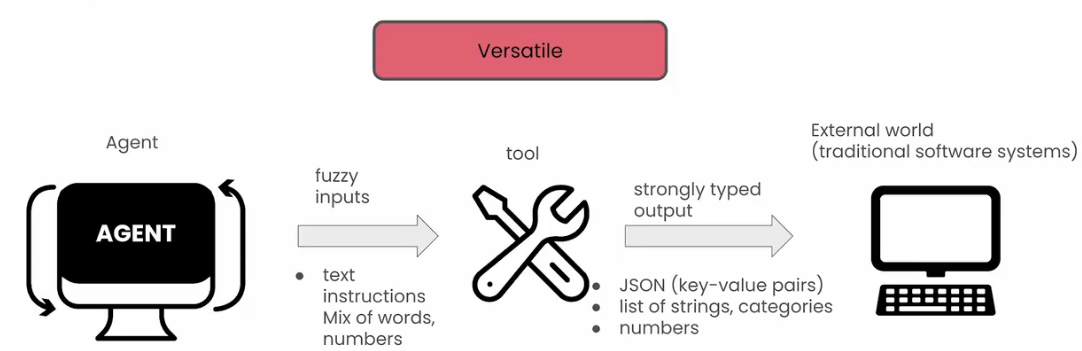 Versatile
Agent
AGENT
fuzzy
inputs
• text
instructions
Mix of words,
numbers
tool
strongly typed
output
• JSON (key-value pairs)
• list of strings, categories
• numbers
External world
(traditional software systems)